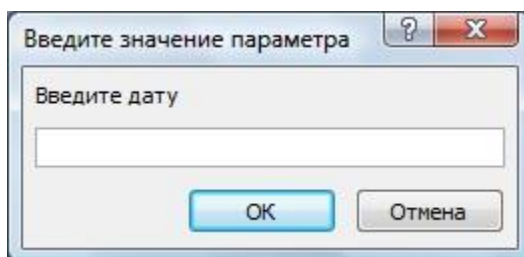 Введите значение параметра
Введите дату
ОК
Отмена